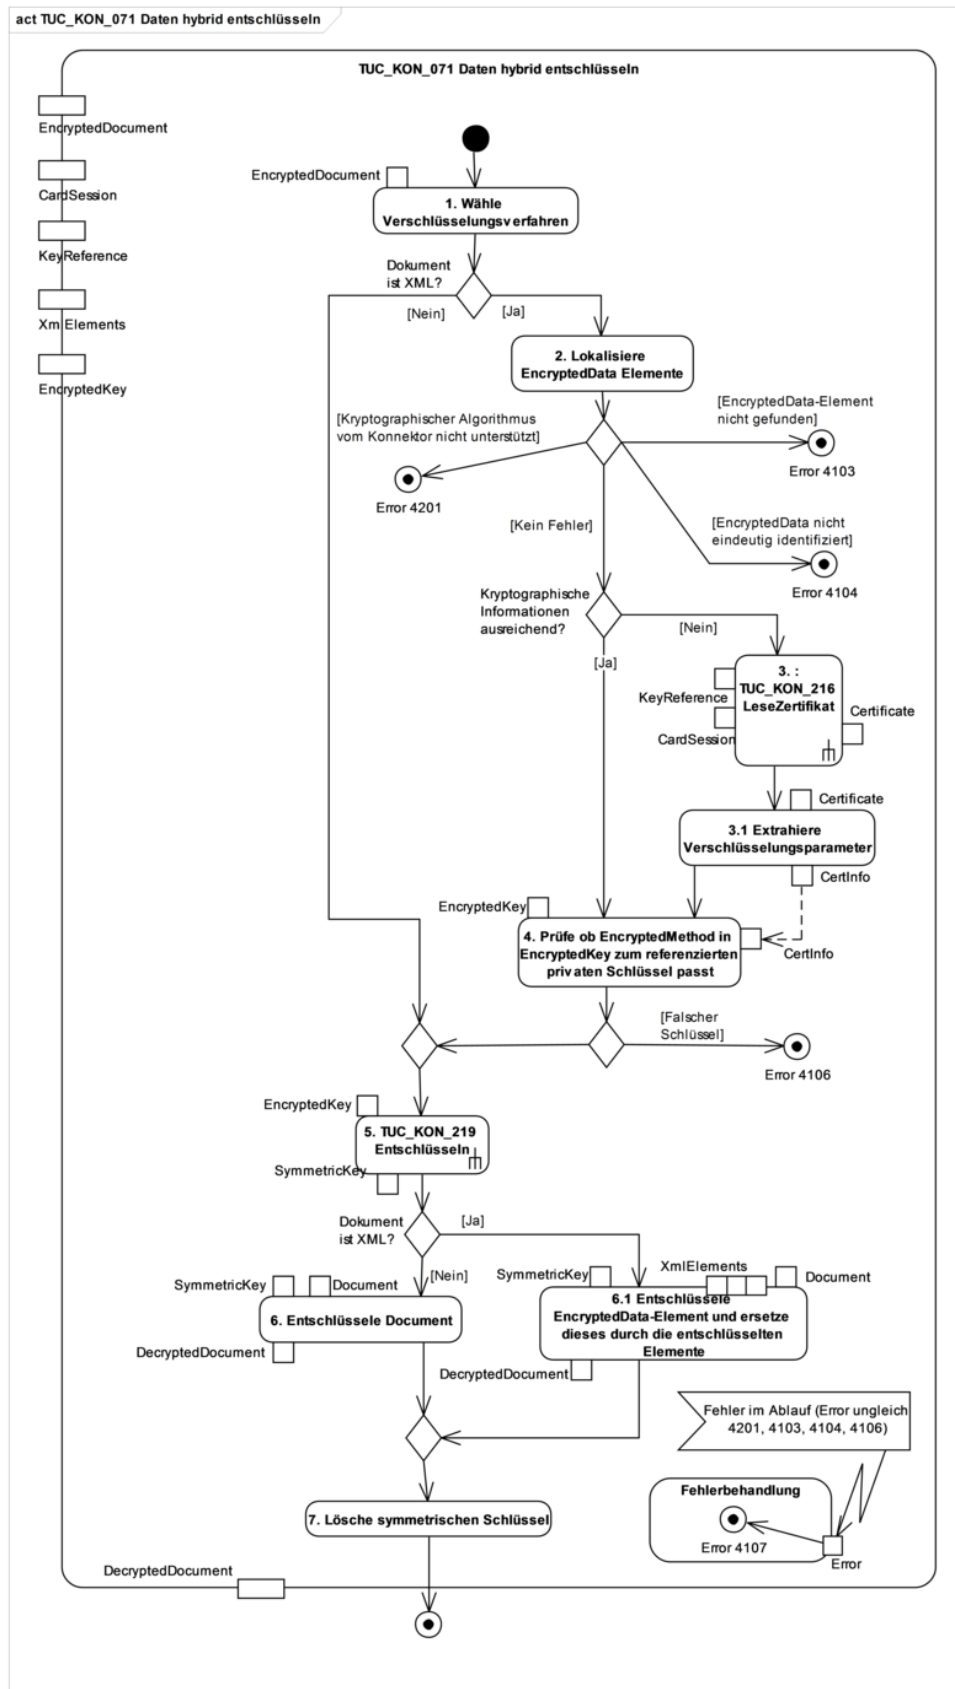 act TUC_KON_071 Daten hybrid entschlüsseln
TUC_KON_071 Daten hybrid entschlüsseln
EncryptedDocument
CardSession
KeyReference
XmlElements
EncryptedKey
EncryptedDocument
1. Wähle
Verschlüsselungsverfahren
Dokument
ist XML?
[Nein]
[Ja]
2. Lokalisiere
EncryptedData Elemente
[Kryptographischer Algorithmus
vom Konnektor nicht unterstützt]
[EncryptedData-Element
nicht gefunden]
Error 4201
Error 4103
[Kein Fehler]
[EncryptedData nicht
eindeutig identifiziert]
Error 4104
Kryptographische
Informationen
ausreichend?
[Nein]
[Ja]
3. :
TUC_KON_216
LeseZertifikat
KeyReference
CardSession
Certificate
Certificate
3.1 Extrahiere
Verschlüsselungsparameter
CertInfo
EncryptedKey
4. Prüfe ob EncryptedMethod in
EncryptedKey zum referenzierten
privaten Schlüssel passt
CertInfo
[Falscher
Schlüssel]
Error 4106
EncryptedKey
5. TUC_KON_219
Entschlüsseln
SymmetricKey
Dokument
ist XML?
[Ja]
[Nein]
SymmetricKey
Document
6. Entschlüssele Document
DecryptedDocument
SymmetricKey
XmlElements
Document
6.1 Entschlüssele
EncryptedData-Element und ersetze
dieses durch die entschlüsselten
Elemente
DecryptedDocument
Fehler im Ablauf (Error ungleich
4201, 4103, 4104, 4106)
Fehlerbehandlung
Error 4107
Error
7. Lösche symmetrischen Schlüssel
DecryptedDocument